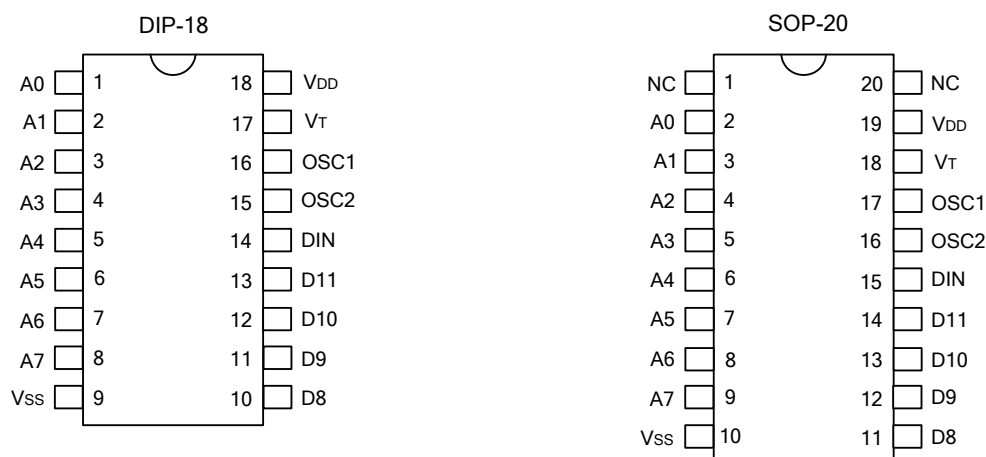 DIP-18
A0 1 18 VDD
A1 2 17 VT
A2 3 16 OSC1
A3 4 15 OSC2
A4 5 14 DIN
A5 6 13 D11
A6 7 12 D10
A7 8 11 D9
Vss 9 10 D8
SOP-20
NC 1 20 NC
A0 2 19 VDD
A1 3 18 VT
A2 4 17 OSC1
A3 5 16 OSC2
A4 6 15 DIN
A5 7 14 D11
A6 8 13 D10
A7 9 12 D9
Vss 10 11 D8